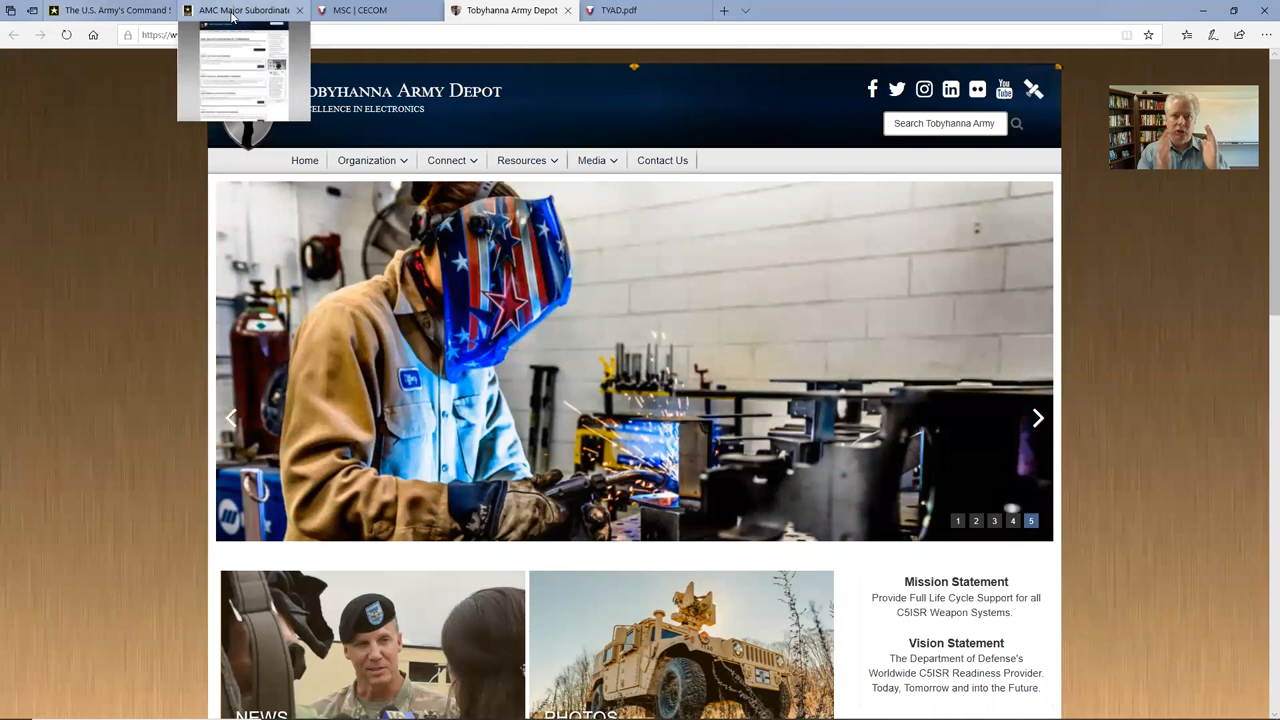 The U.S. Army's Command S
AMC Major Subordinate
MSC | CECOM
Tobyhanna Army Depot
TYAD.pdf
https://w
TOBYHANNA ARMY DEPOT
CELLENCE IN ELECTRONICS
Search Tobyhanna Army
Home
Organization
Connect
Resources
Media
Contact Us
1
2
3
4
5
Mission Statement
Provide Full Life Cycle Support for all
C5ISR Weapon Systems.
Vision Statement
The Department of Defense's
Worldwide C5ISR Readiness Provider.
Today, Tomorrow and into the Future.
NEWS
PHOTOS